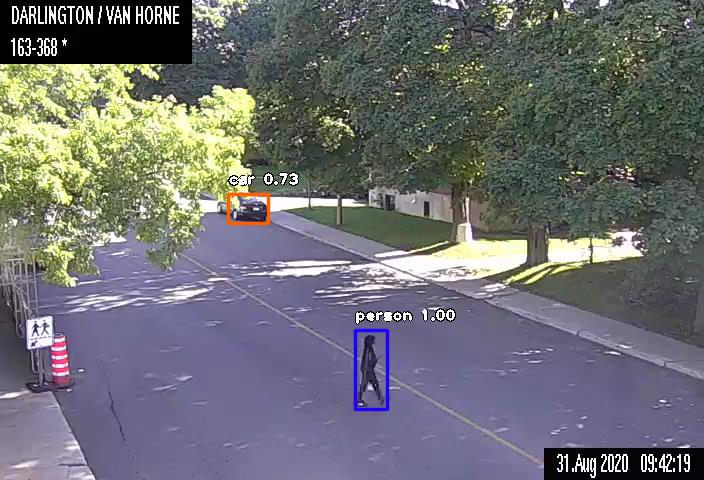 DARLINGTON / VAN HORNE
163-368 *
car 0.73
person 1.00
31.Aug 2020 09:42:19